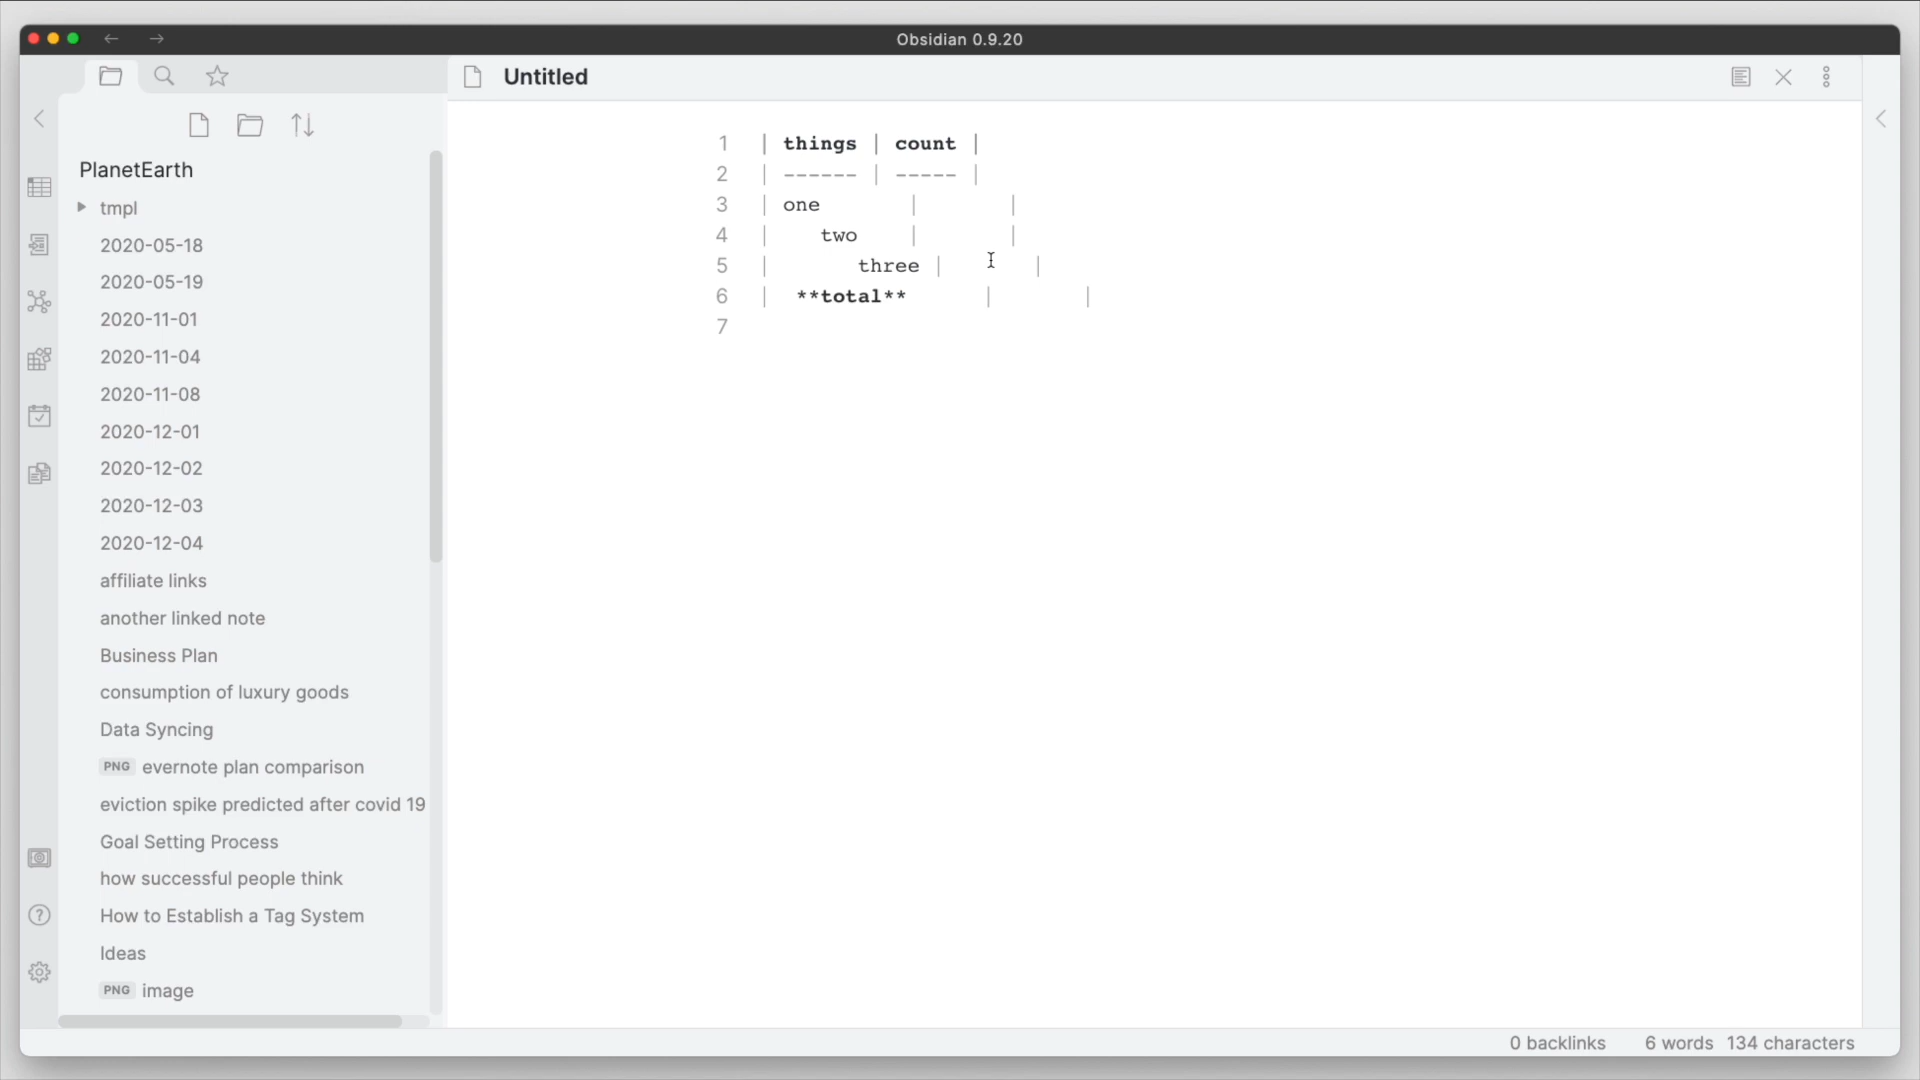 Obsidian 0.9.20
Untitled
PlanetEarth
tmpl
2020-05-18
2020-05-19
2020-11-01
2020-11-04
2020-11-08
2020-12-01
2020-12-02
2020-12-03
2020-12-04
affiliate links
another linked note
Business Plan
consumption of luxury goods
Data Syncing
PNG evernote plan comparison
eviction spike predicted after covid 19
Goal Setting Process
how successful people think
How to Establish a Tag System
Ideas
PNG image
1 | things | count |
2 | ------ | ----- |
3 | one | |
4 | two | |
5 | three | |
6 | **total** | |
7
0 backlinks 6 words 134 characters